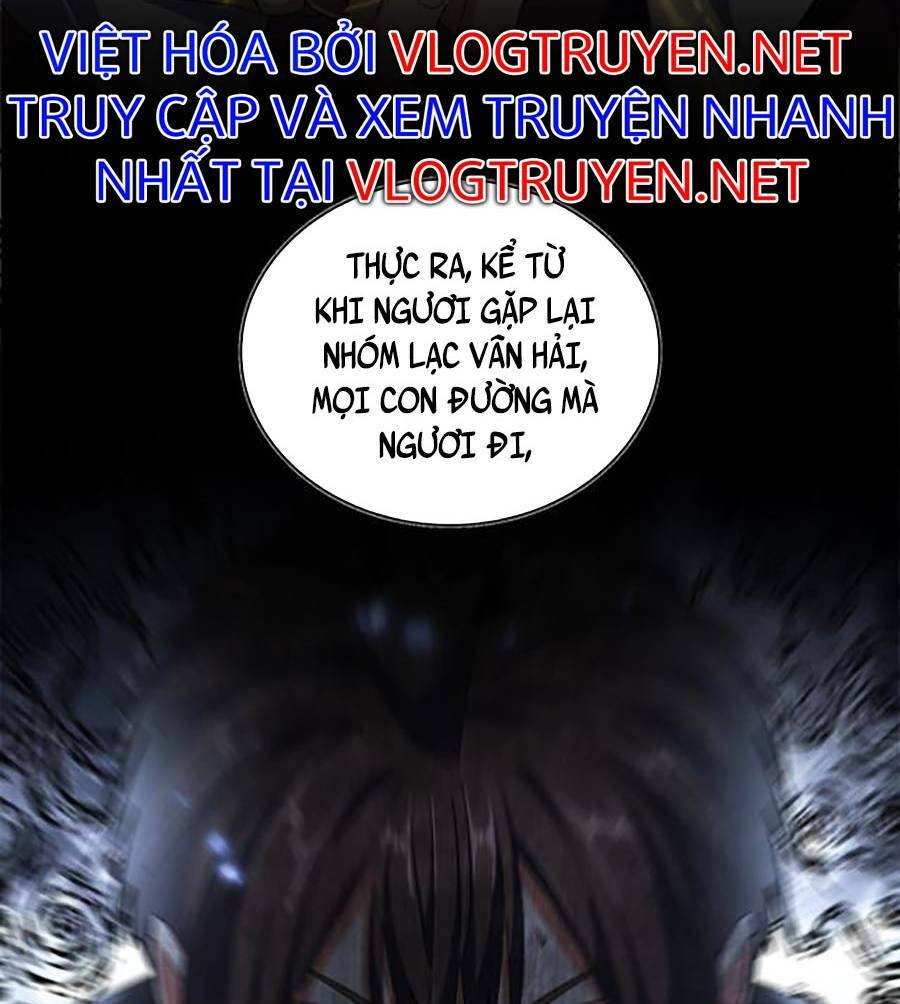 VIỆT HÓA BỞI VLOGTRUYEN.NET
TRUY CẬP VÀ XEM TRUYỆN NHANH
NHẤT TẠI VLOGTRUYEN.NET
THỰC RA, KỂ TỪ
KHI NGƯƠI GẶP LẠI
NHÓM LẠC VÂN HẢI,
MỌI CON ĐƯỜNG MÀ
NGƯƠI ĐI,